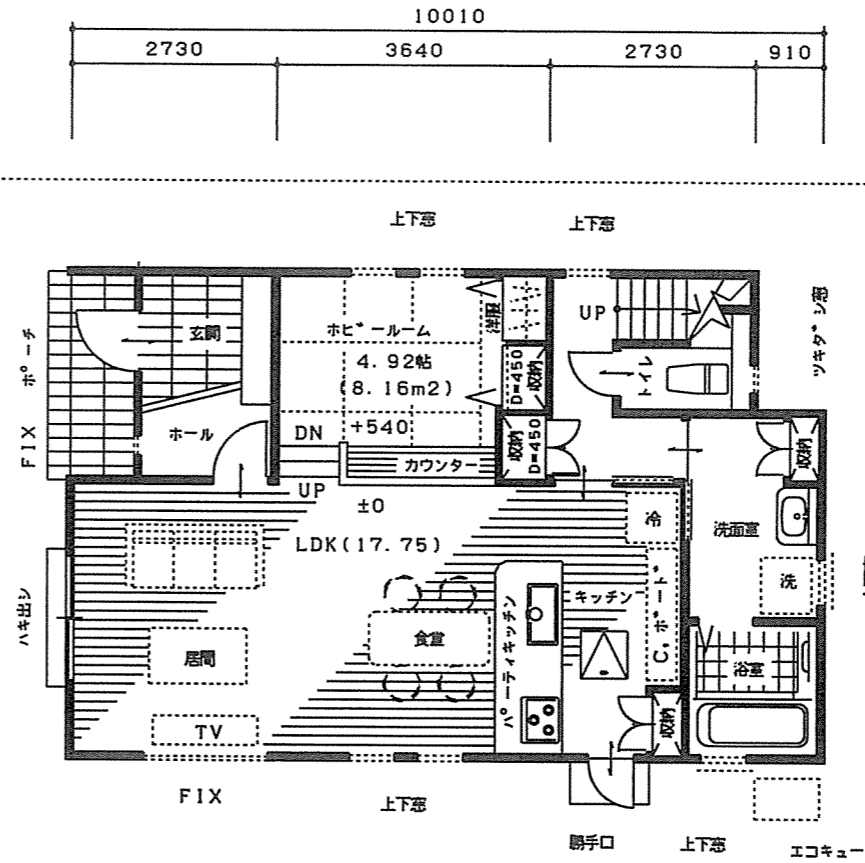 10010
2730
3640
2730
910
上下窓
上下窓
ツキダシ窓
ポーチ
FIX
玄関
ホール
ホビールーム
4.92帖
(8.16m2)
+540
洋服
D=450
収納
収納
D=450
UP
トイレ
収納
DN
カウンター
UP
±0
LDK(17.75)
冷
洗面室
洗
キッチン
C.ボード
パーティキッチン
食堂
居間
ハキ出シ
TV
収納
浴室
FIX
上下窓
勝手口
上下窓
エコキュー